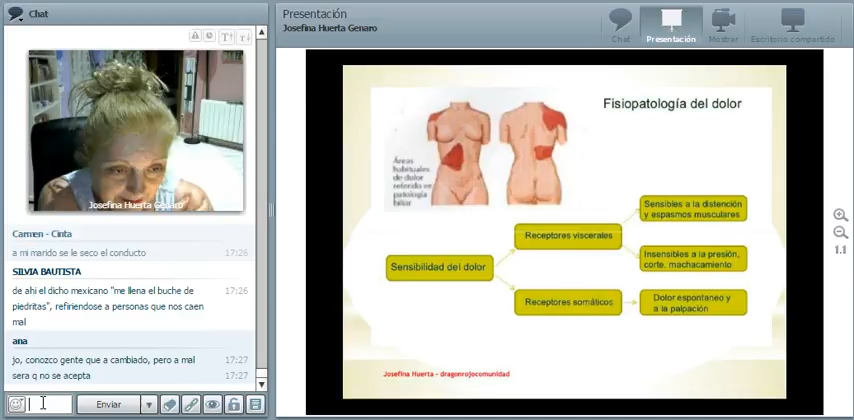 Chat
T↑
T↓
Josefina Huerta Genaro
Carmen - Cinta
a mi marido se le seco el conducto 17:26
SILVIA BAUTISTA
de ahi el dicho mexicano "me llena el buche de 17:26
piedritas", refiriendose a personas que nos caen
mal
ana
jo, conozco gente que a cambiado, pero a mal 17:27
sera q no se acepta 17:27
Enviar
Presentación
Josefina Huerta Genaro
Chat
Presentación
Mostrar
Escritorio compartido
Fisiopatología del dolor
Áreas
habituales
de dolor
referida en
patología
biliar
Sensibilidad del dolor
Receptores viscerales
Receptores somáticos
Sensibles a la distención
y espasmos musculares
Insensibles a la presión,
corte, machacamiento
Dolor espontaneo y
a la palpación
Josefina Huerta - dragonrojocomunidad
1.1